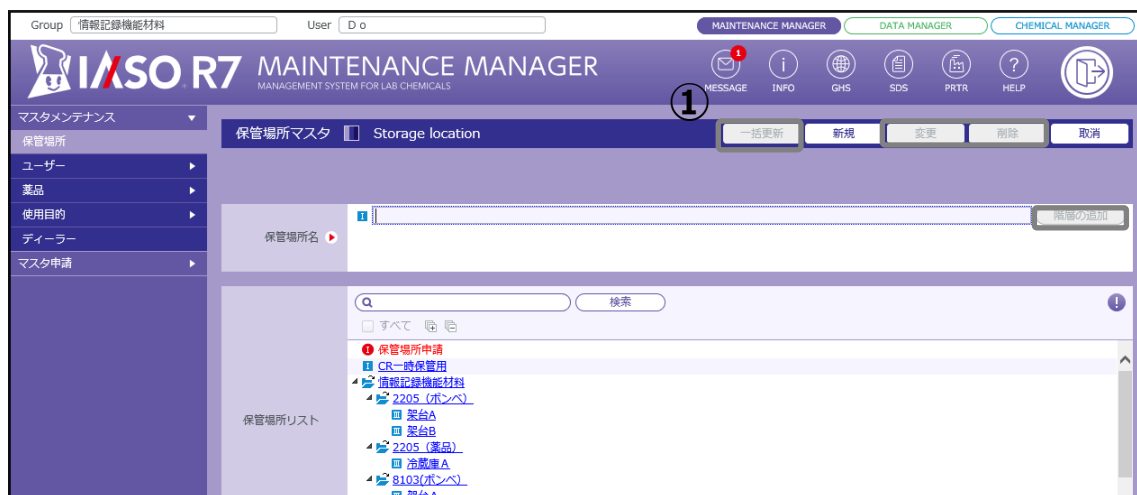 Group 情報記録機能材料 User D o MAINTENANCE MANAGER DATA MANAGER CHEMICAL MANAGER
IASO R7 MAINTENANCE MANAGER
MANAGEMENT SYSTEM FOR LAB CHEMICALS
1
MESSAGE INFO GHS SDS PRTR HELP
①
マスタメンテナンス
保管場所
ユーザー
薬品
使用目的
ディーラー
マスタ申請
保管場所マスタ Storage location 一括更新 新規 変更 削除 取消
保管場所名 I 階層の追加
検索
すべて
保管場所リスト
I 保管場所申請
I CR一時保管用
情報記録機能材料
2205（ボンベ）
III 架台A
III 架台B
2205（薬品）
III 冷蔵庫A
8103(ボンベ）
III 架台A